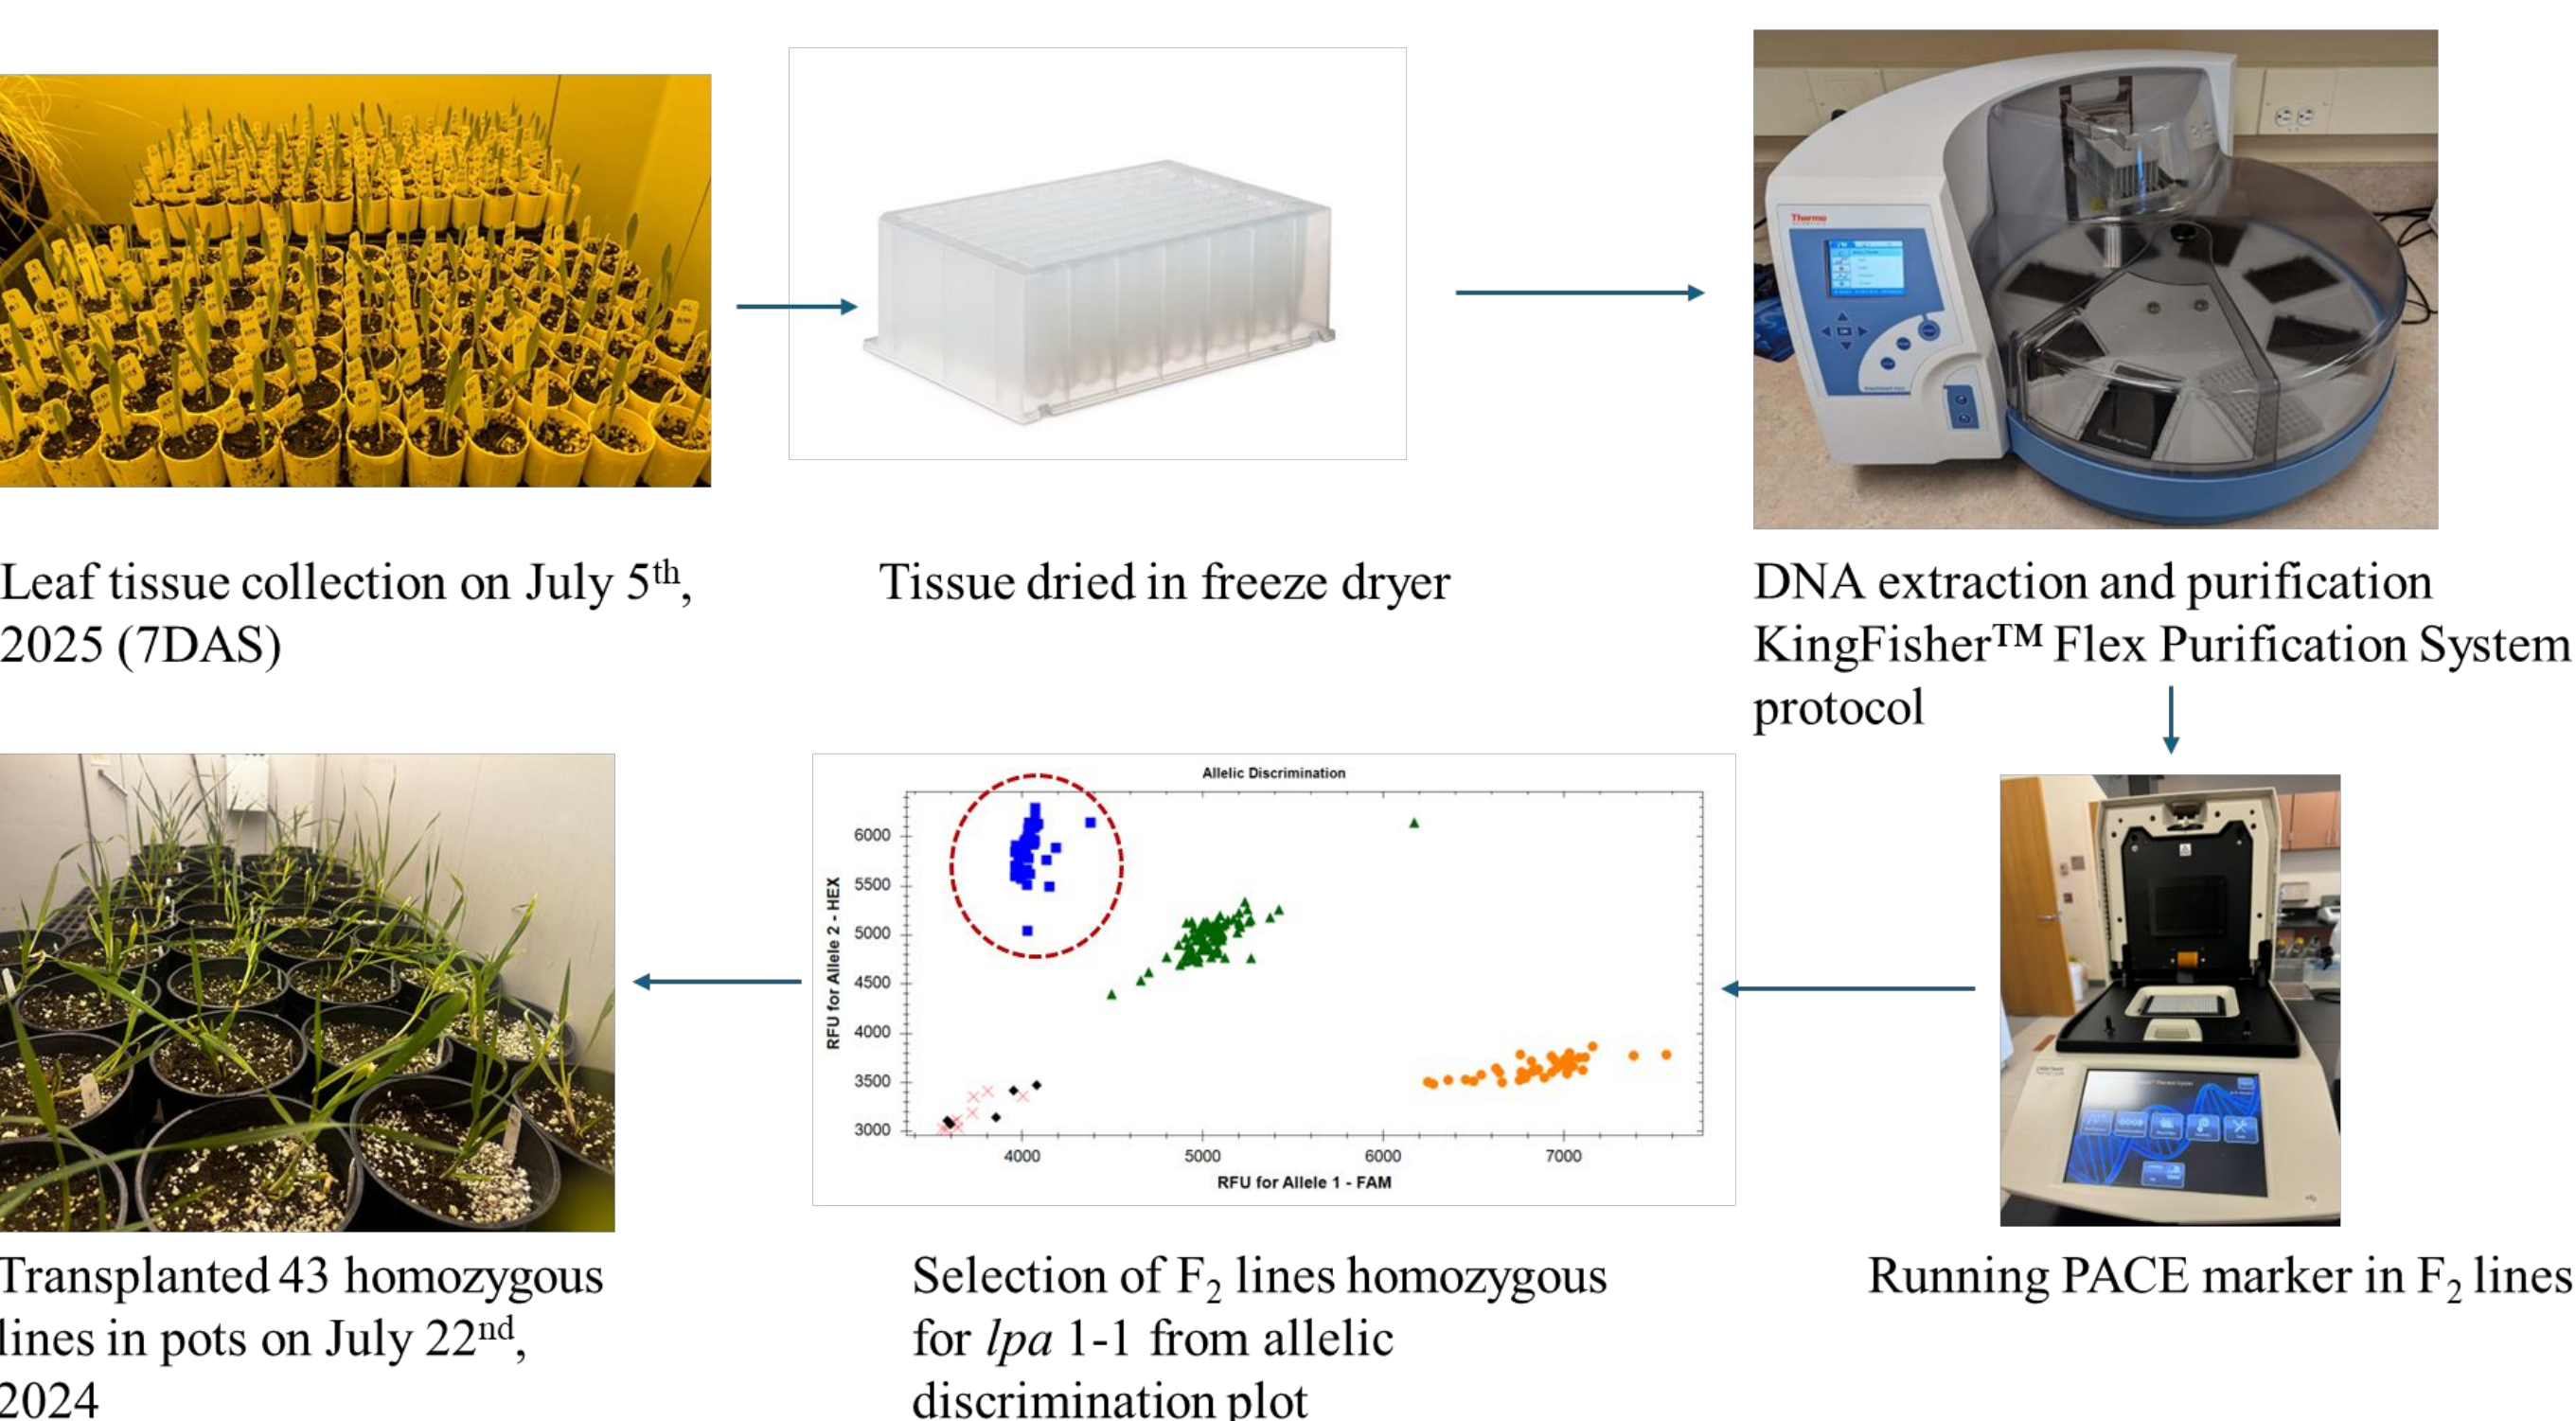 Thermo
Leaf tissue collection on July 5th,
2025 (7DAS)
Tissue dried in freeze dryer
DNA extraction and purification
KingFisher™ Flex Purification System
protocol
Allelic Discrimination
RFU for Allele 2 - HEX
6000
5500
5000
4500
4000
3500
3000
4000
5000
6000
7000
RFU for Allele 1 - FAM
Transplanted 43 homozygous
lines in pots on July 22nd,
2024
Selection of F₂ lines homozygous
for lpa 1-1 from allelic
discrimination plot
Running PACE marker in F₂ lines